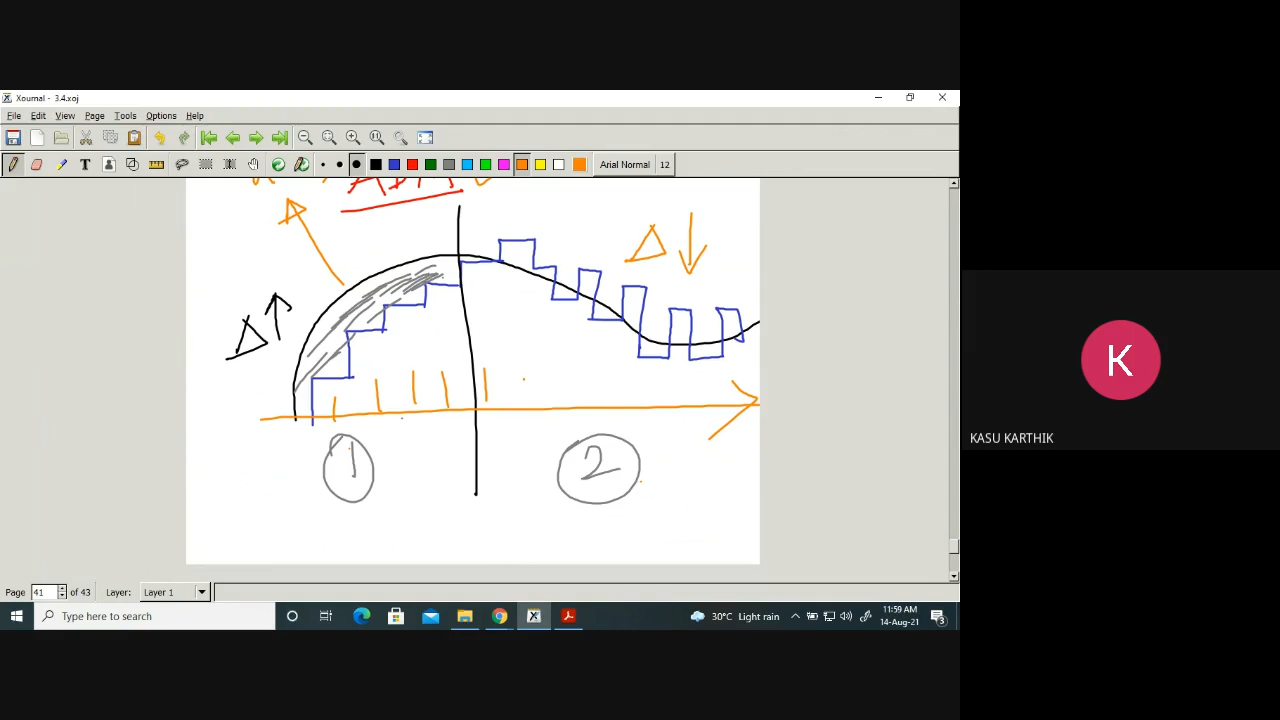 Xournal - 3.4.xoj
File Edit View Page Tools Options Help
Arial Normal 12
Δ↑
Δ↓
1
2
Page 41 of 43 Layer: Layer 1
Type here to search
30°C Light rain
11:59 AM
14-Aug-21
3
K
KASU KARTHIK